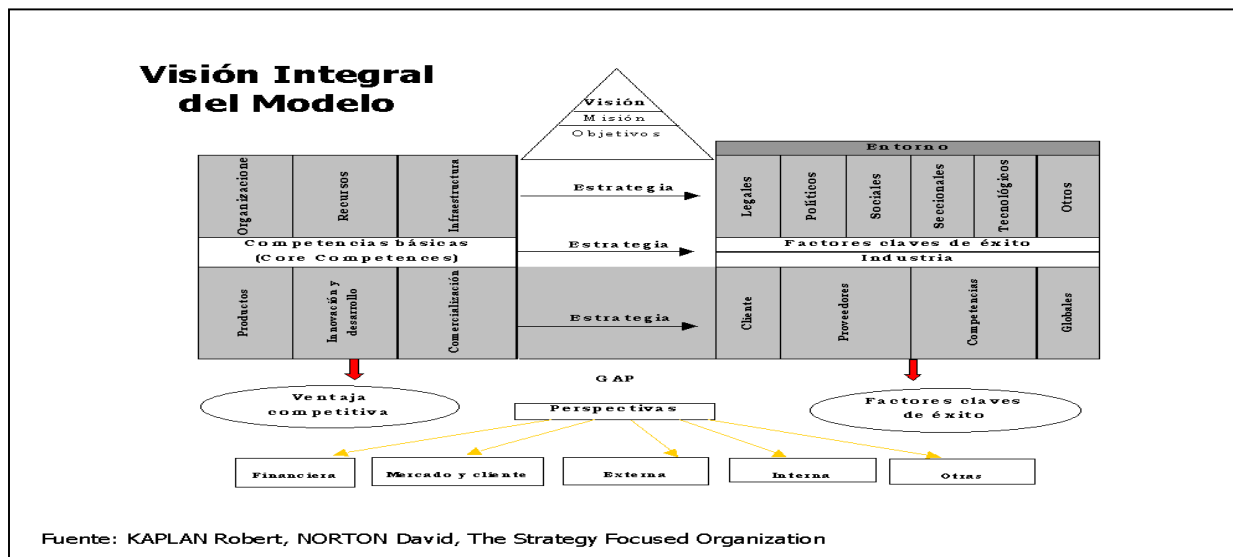 Visión Integral
del Modelo
Visión
Misión
Objetivos
Organizacione
Recursos
Infraestructura
Estrategia
Entorno
Legales
Políticos
Sociales
Seccionales
Tecnológicos
Otros
Competencias básicas
(Core Competences)
Estrategia
Factores claves de éxito
Industria
Productos
Innovación y
desarrollo
Comercialización
Estrategia
Cliente
Proveedores
Competencias
Globales
GAP
Ventaja
competitiva
Perspectivas
Factores claves
de éxito
Financiera
Mercado y cliente
Externa
Interna
Otras
Fuente: KAPLAN Robert, NORTON David, The Strategy Focused Organization